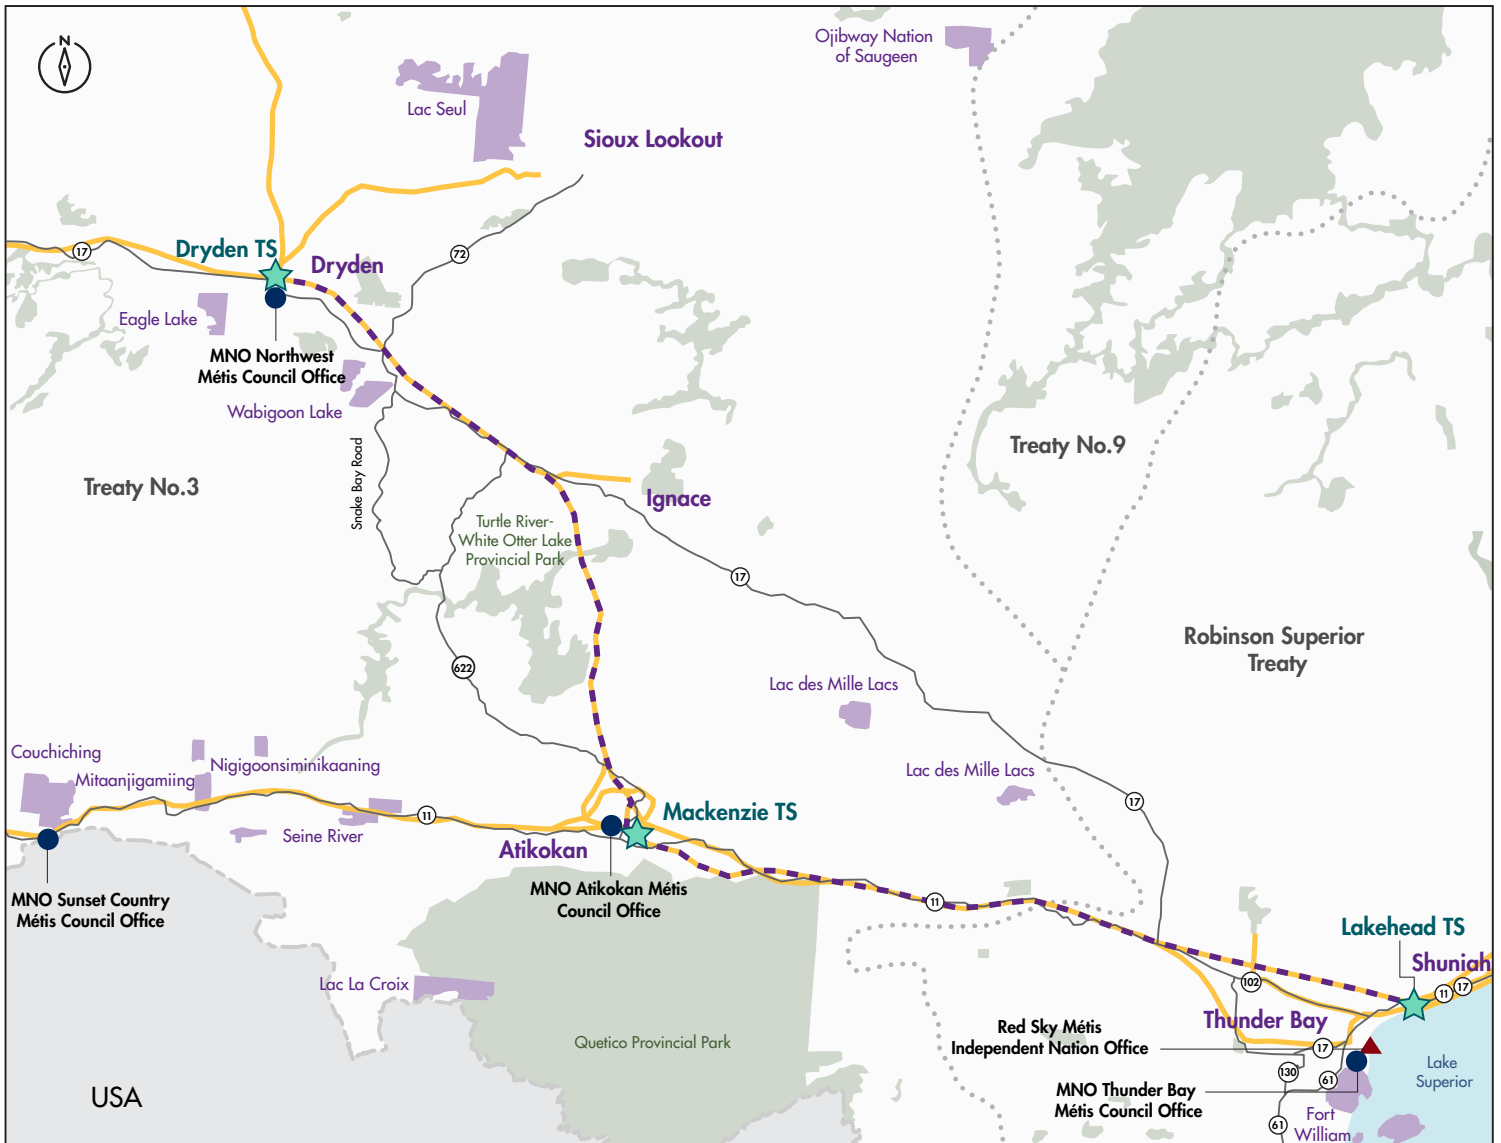 N
Ojibway Nation
of Saugeen
Lac Seul
Sioux Lookout
17
Dryden TS
Dryden
72
Eagle Lake
MNO Northwest
Métis Council Office
Wabigoon Lake
Snake Bay Road
Treaty No.9
Treaty No.3
Ignace
Turtle River-
White Otter Lake
Provincial Park
17
Robinson Superior
Treaty
622
Lac des Mille Lacs
Couchiching
Mitaanjigamiing
Nigigoonsiminikaaning
Lac des Mille Lacs
17
11
Seine River
Mackenzie TS
Atikokan
MNO Atikokan Métis
Council Office
MNO Sunset Country
Métis Council Office
11
Lakehead TS
Shuniah
Lac La Croix
102
11
17
Thunder Bay
Red Sky Métis
Independent Nation Office
17
Quetico Provincial Park
Lake
Superior
130
61
USA
MNO Thunder Bay
Métis Council Office
Fort
William
61